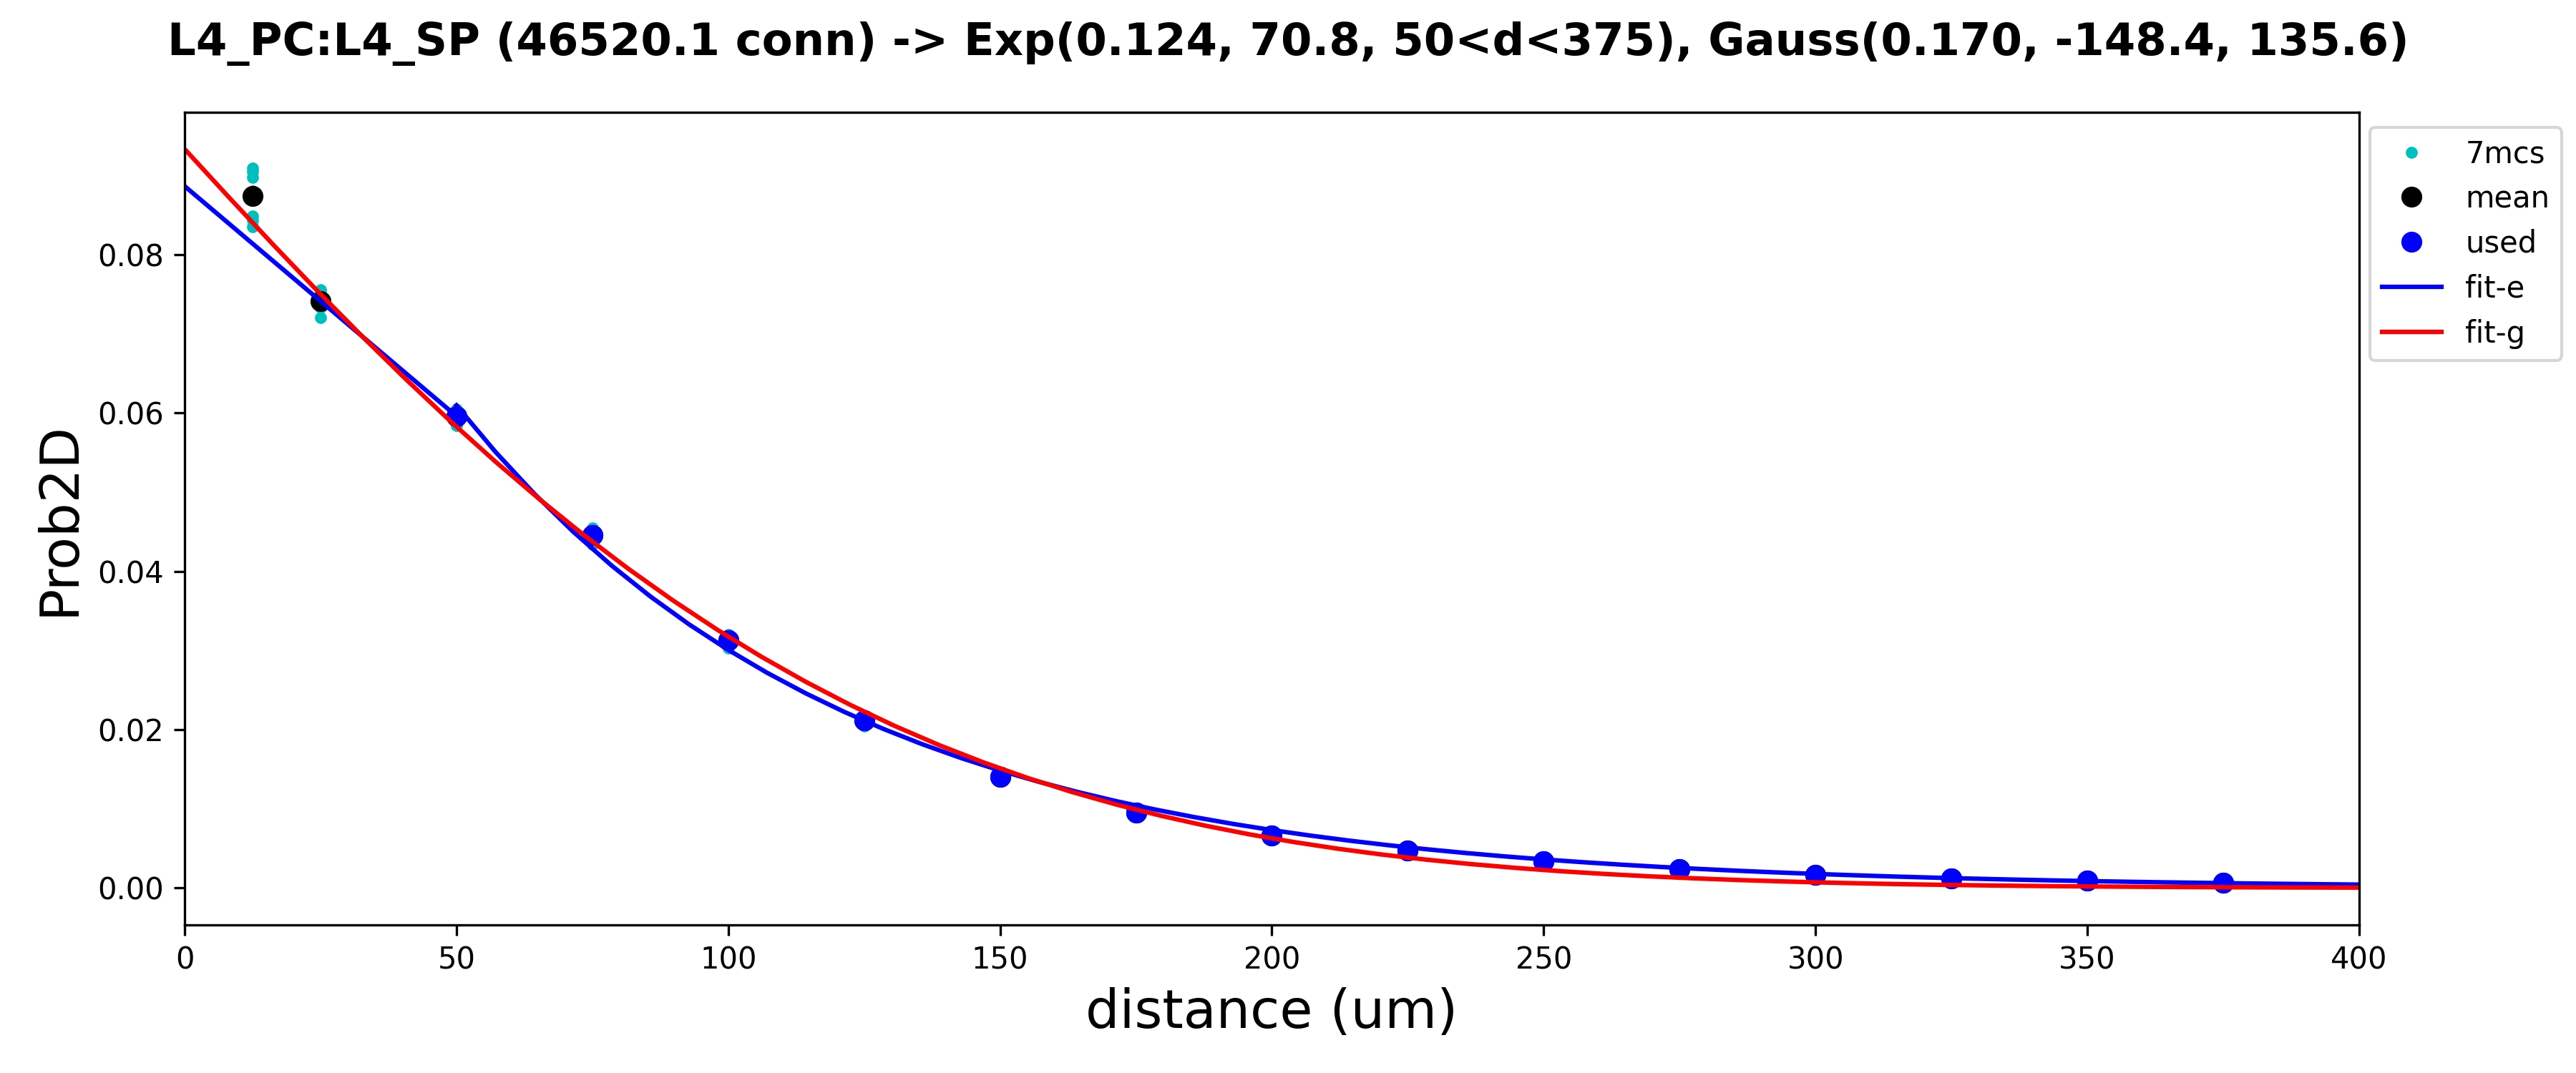 L4_PC:L4_SP (46520.1 conn) -> Exp(0.124, 70.8, 50<d<375), Gauss(0.170, -148.4, 135.6)
7mcs
mean
used
fit-e
fit-g
Prob2D
0.08
0.06
0.04
0.02
0.00
0 50 100 150 200 250 300 350 400
distance (um)